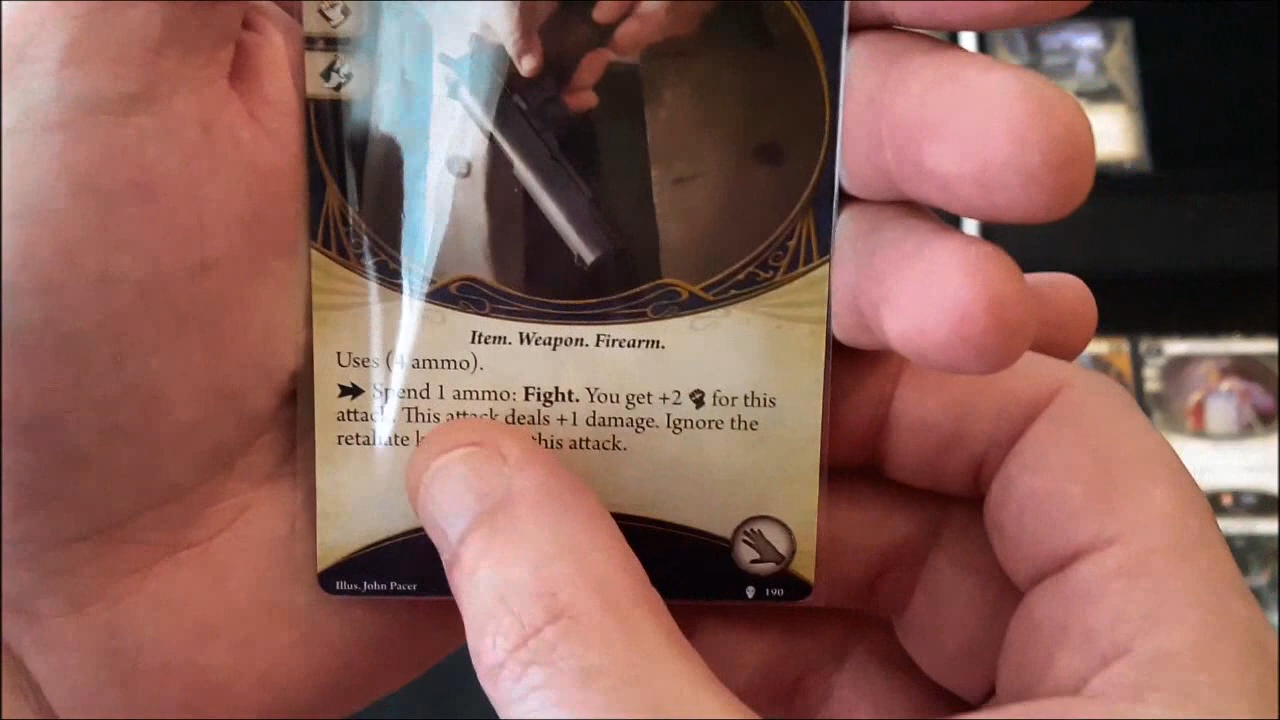 Item. Weapon. Firearm.
Uses (4 ammo).
Spend 1 ammo: Fight. You get +2 for this
attack. This attack deals +1 damage. Ignore the
retaliate this attack.
Illus. John Pacer
190